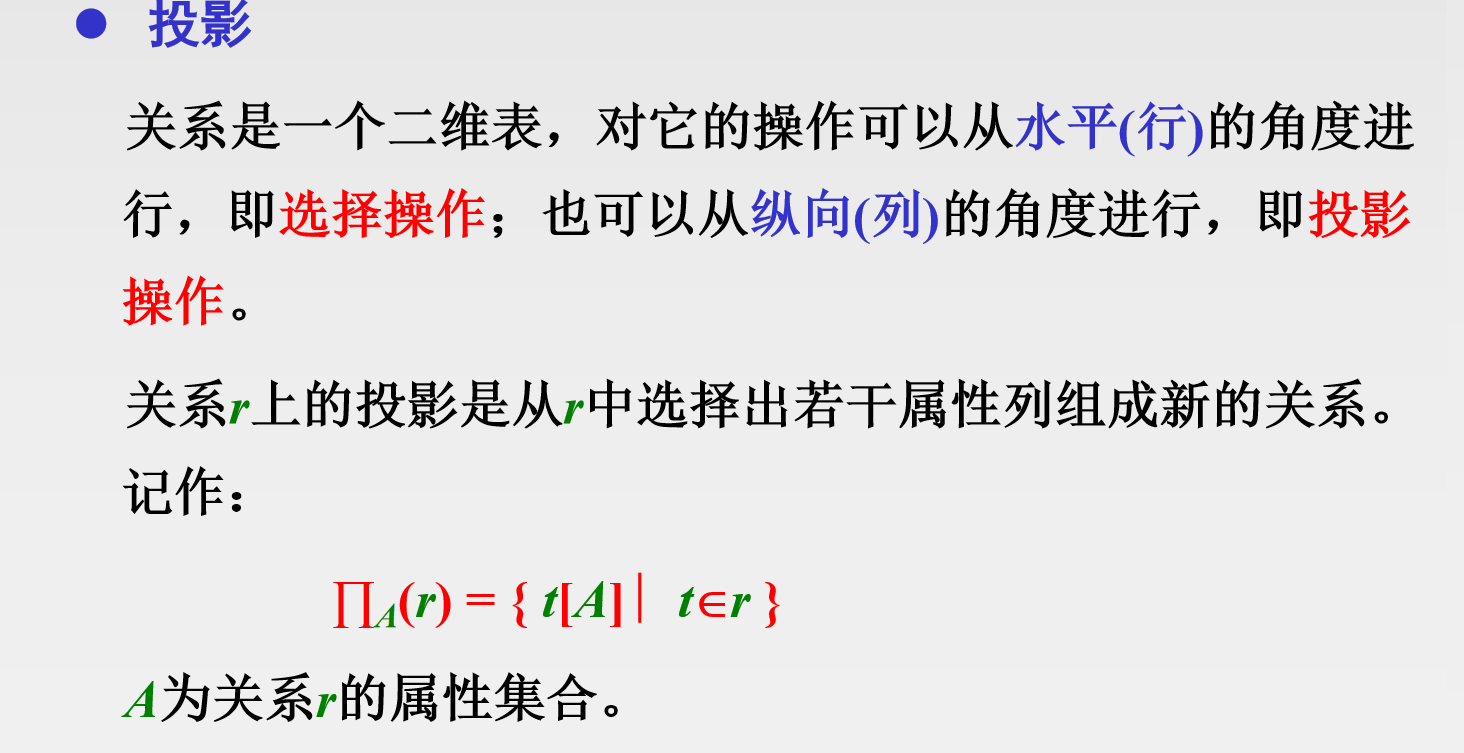 ● 投影
关系是一个二维表，对它的操作可以从水平(行)的角度进
行，即选择操作；也可以从纵向(列)的角度进行，即投影
操作。
关系r上的投影是从r中选择出若干属性列组成新的关系。
记作：
∏A(r) = { t[A]| t∈r }
A为关系r的属性集合。